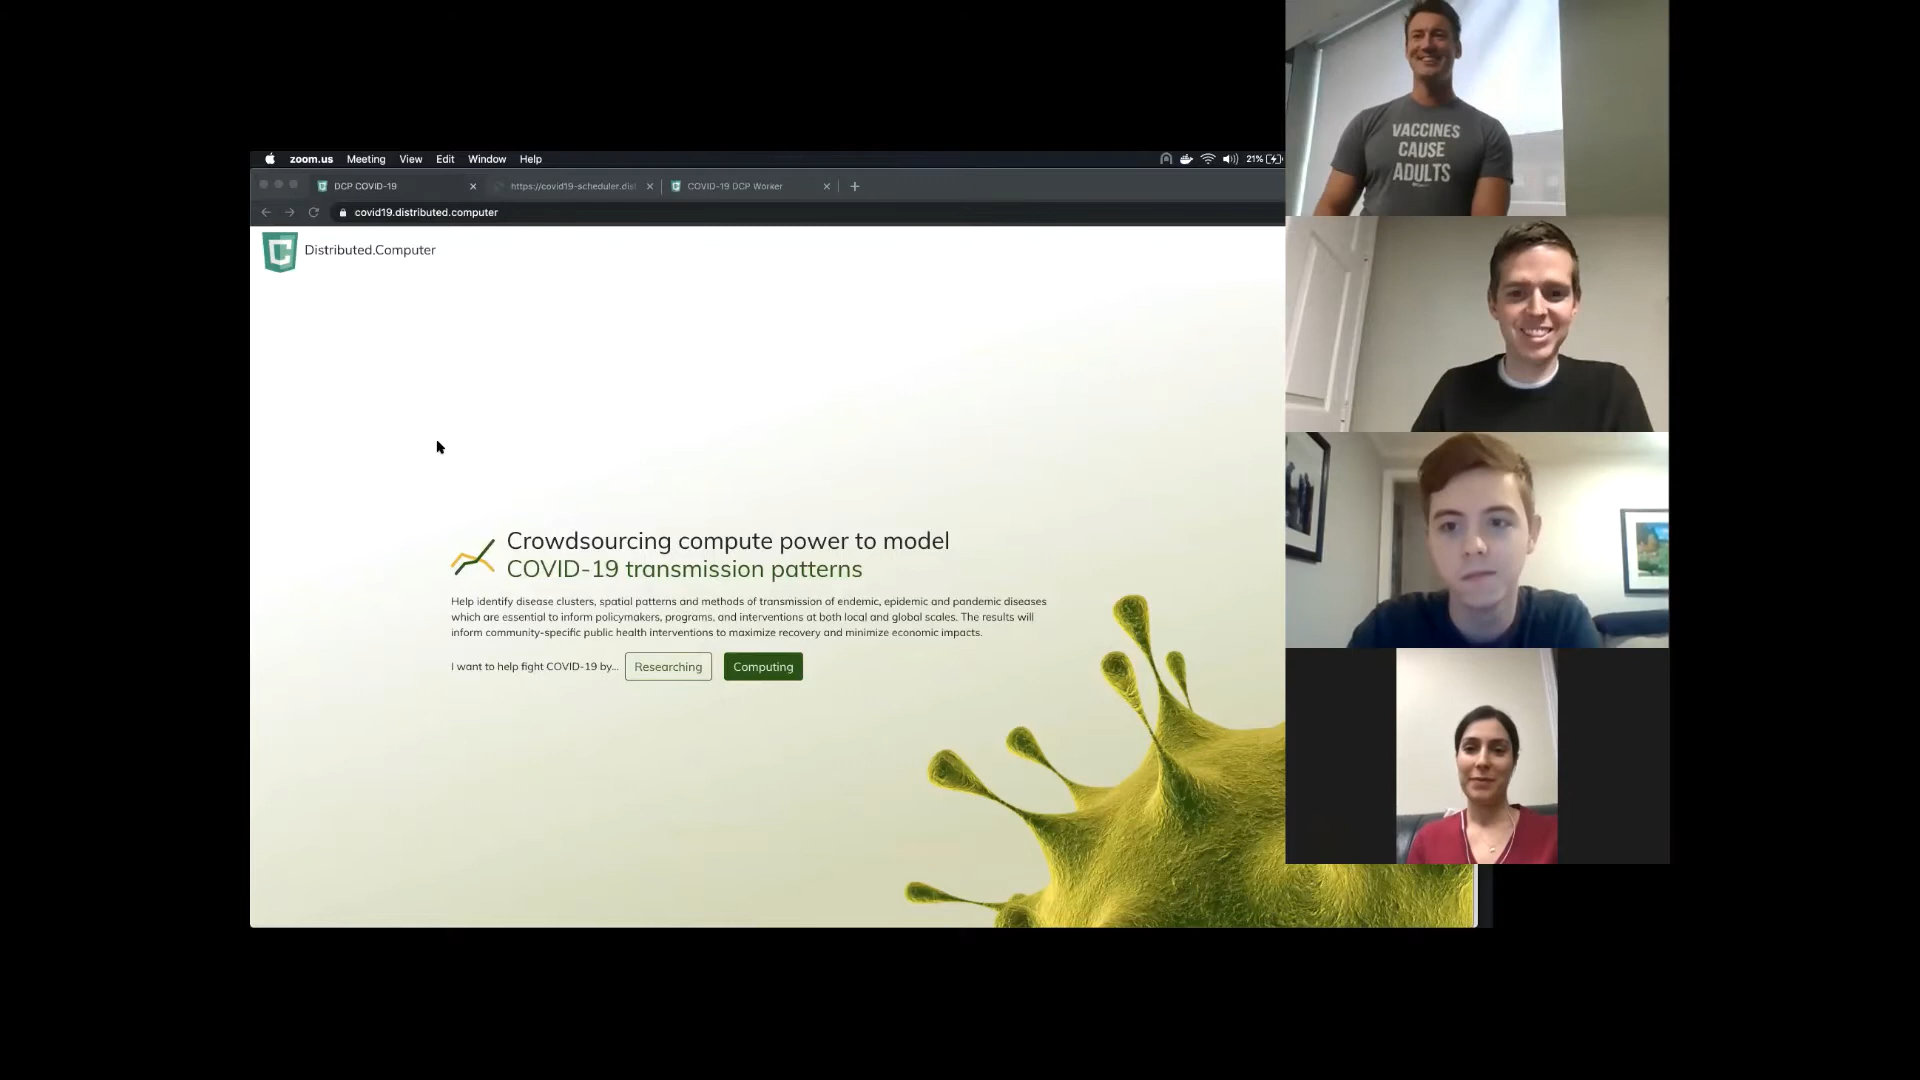 zoom.us Meeting View Edit Window Help 21%
DCP COVID-19 https://covid19-scheduler.dis COVID-19 DCP Worker
covid19.distributed.computer
Distributed.Computer
Crowdsourcing compute power to model
COVID-19 transmission patterns
Help identify disease clusters, spatial patterns and methods of transmission of endemic, epidemic and pandemic diseases
which are essential to inform policymakers, programs, and interventions at both local and global scales. The results will
inform community-specific public health interventions to maximize recovery and minimize economic impacts.
I want to help fight COVID-19 by... Researching Computing
VACCINES
CAUSE
ADULTS